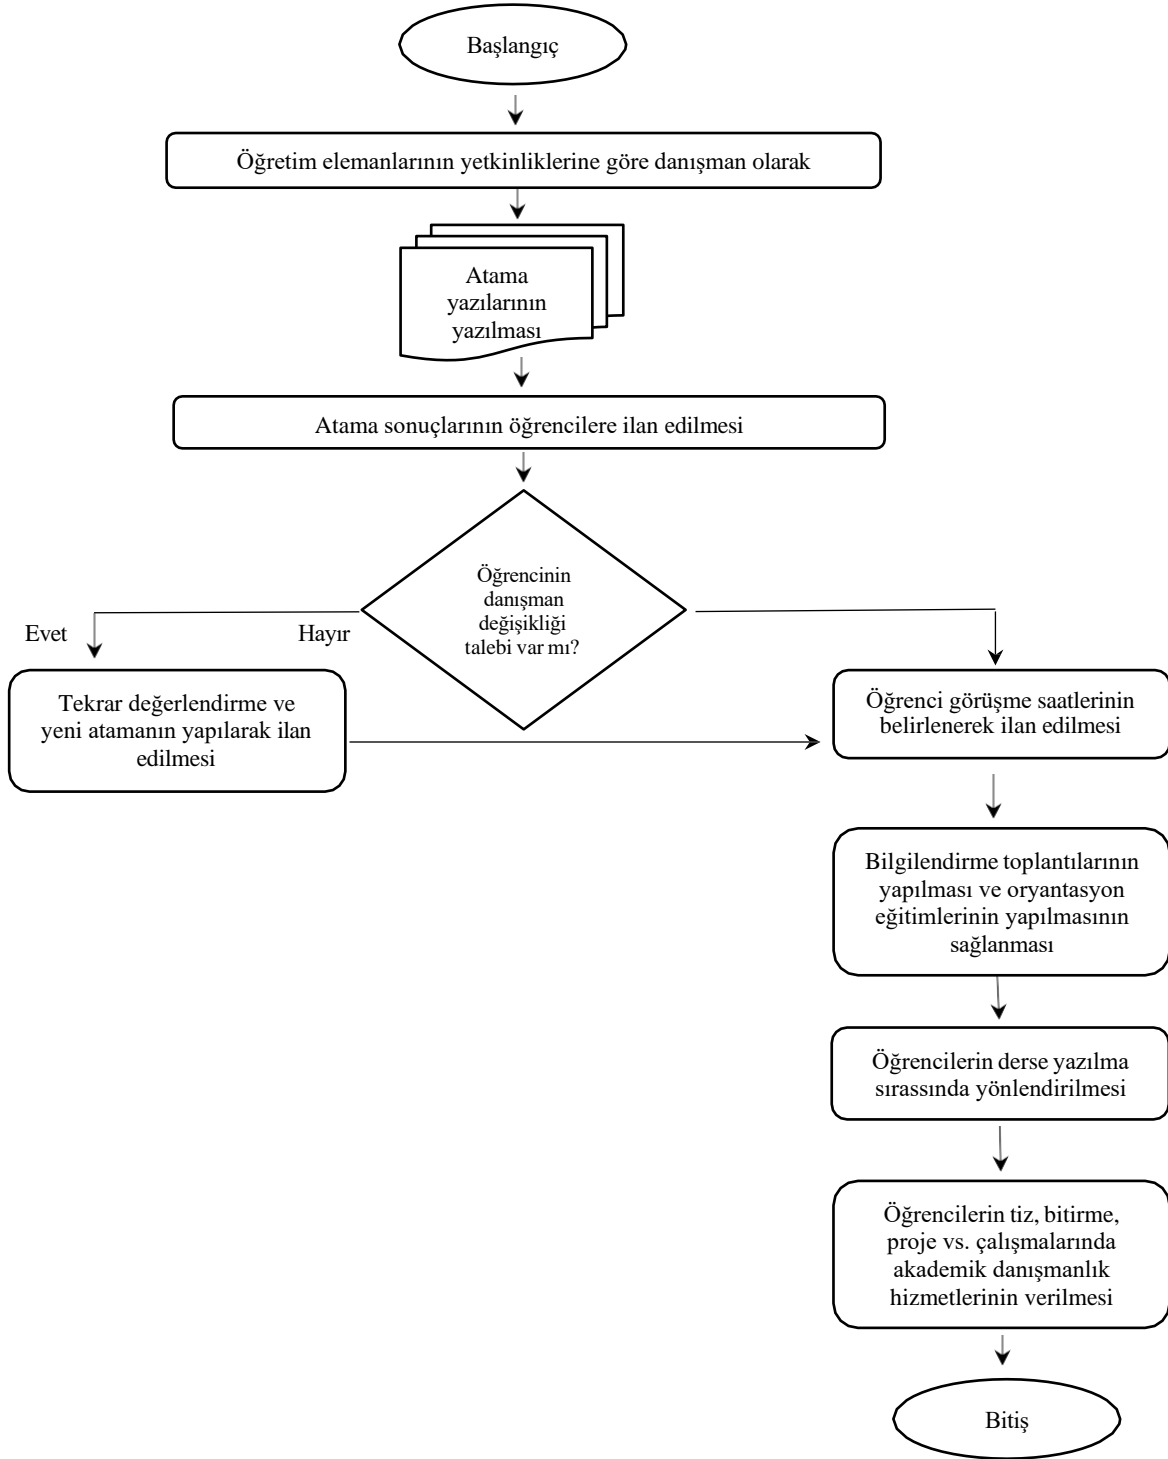 Başlangıç
Öğretim elemanlarının yetkinliklerine göre danışman olarak
Atama
yazılarının
yazılması
Atama sonuçlarının öğrencilere ilan edilmesi
Öğrencinin
danışman
değişikliği
talebi var mı?
Evet
Hayır
Tekrar değerlendirme ve
yeni atamanın yapılarak ilan
edilmesi
Öğrenci görüşme saatlerinin
belirlenerek ilan edilmesi
Bilgilendirme toplantılarının
yapılması ve oryantasyon
eğitimlerinin yapılmasının
sağlanması
Öğrencilerin derse yazılma
sırassında yönlendirilmesi
Öğrencilerin tiz, bitirme,
proje vs. çalışmalarında
akademik danışmanlık
hizmetlerinin verilmesi
Bitiş